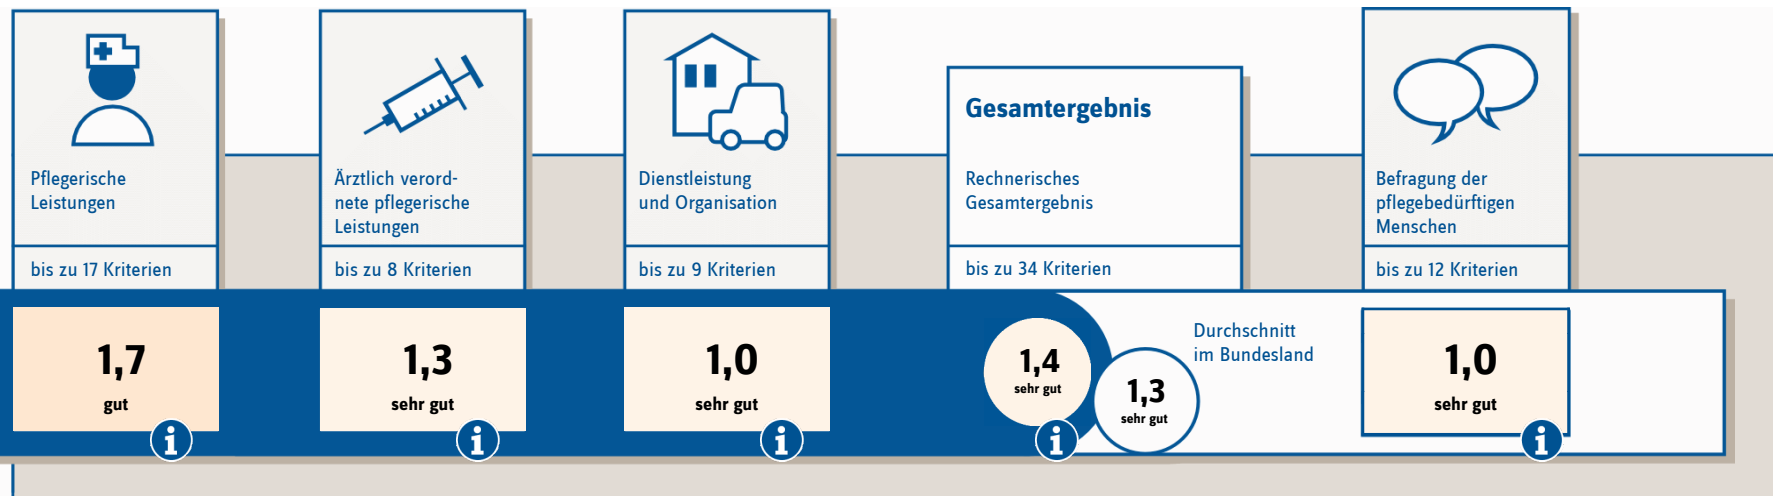 Pflegerische
Leistungen
bis zu 17 Kriterien
1,7
gut
Ärztlich verord-
nete pflegerische
Leistungen
bis zu 8 Kriterien
1,3
sehr gut
Dienstleistung
und Organisation
bis zu 9 Kriterien
1,0
sehr gut
Gesamtergebnis
Rechnerisches
Gesamtergebnis
bis zu 34 Kriterien
1,4
sehr gut
1,3
sehr gut
Durchschnitt
im Bundesland
Befragung der
pflegebedürftigen
Menschen
bis zu 12 Kriterien
1,0
sehr gut